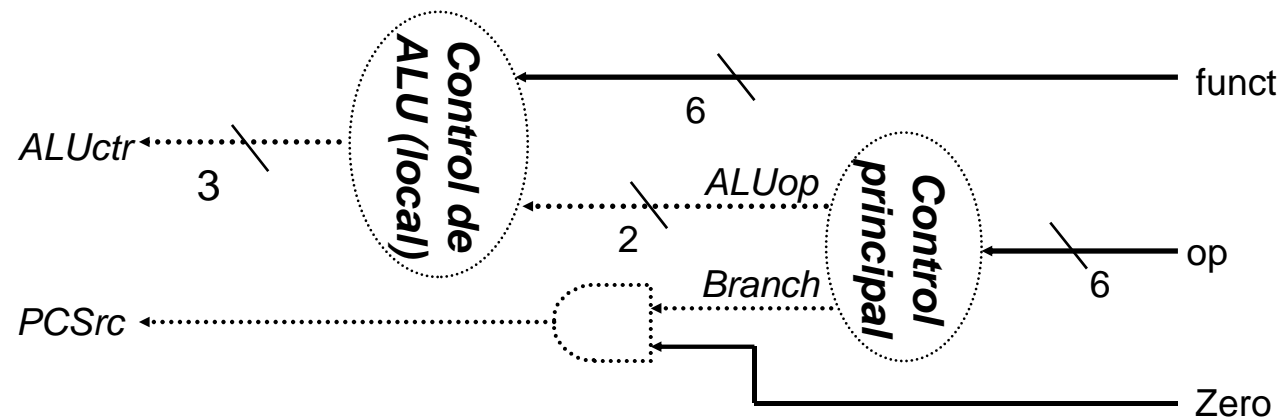 Control de
ALU (local)
funct
6
ALUctr
3
ALUop
2
Control
principal
op
6
Branch
PCSrc
Zero